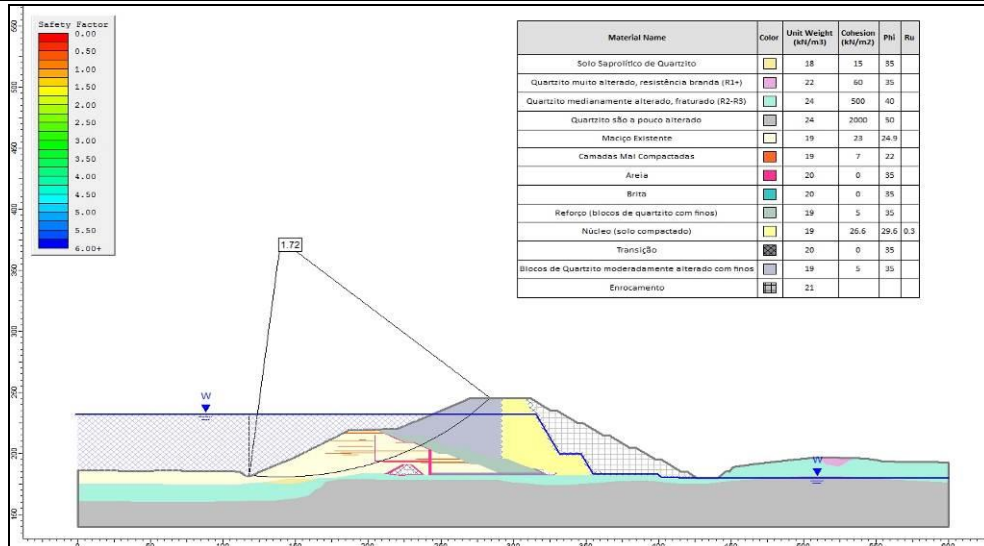 Safety Factor
0.00
0.50
1.00
1.50
2.00
2.50
3.00
3.50
4.00
4.50
5.00
5.50
6.00+
Material Name Color Unit Weight (kN/m3) Cohesion (kN/m2) Phi Ru
Solo Saprolítico de Quartzito 18 15 35
Quartzito muito alterado, resistência branda (R1+) 22 60 35
Quartzito medianamente alterado, fraturado (R2-R3) 24 500 40
Quartzito são a pouco alterado 24 2000 50
Maciço Existente 19 23 24.9
Camadas Mal Compactadas 19 7 22
Areia 20 0 35
Brita 20 0 35
Reforço (blocos de quartzito com finos) 19 5 35
Núcleo (solo compactado) 19 26.6 29.6 0.3
Transição 20 0 35
Blocos de Quartzito moderadamente alterado com finos 19 5 35
Enrocamento 21
1.72
W
W